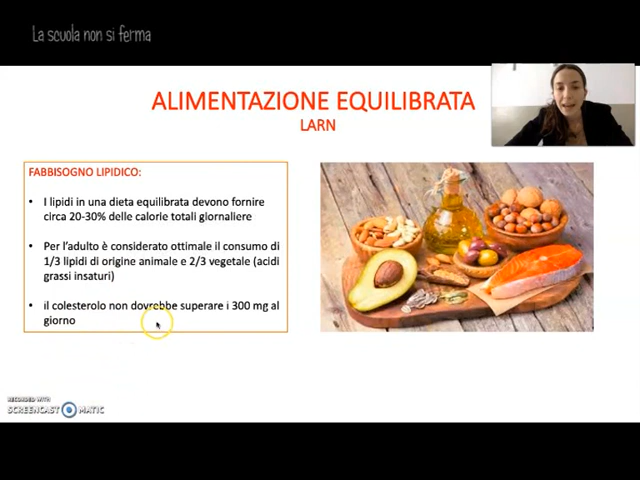 La scuola non si ferma
ALIMENTAZIONE EQUILIBRATA
LARN
FABBISOGNO LIPIDICO:
• I lipidi in una dieta equilibrata devono fornire
circa 20-30% delle calorie totali giornaliere
• Per l'adulto è considerato ottimale il consumo di
1/3 lipidi di origine animale e 2/3 vegetale (acidi
grassi insaturi)
• il colesterolo non dovrebbe superare i 300 mg al
giorno
RECORDED WITH
SCREENCAST MATIC